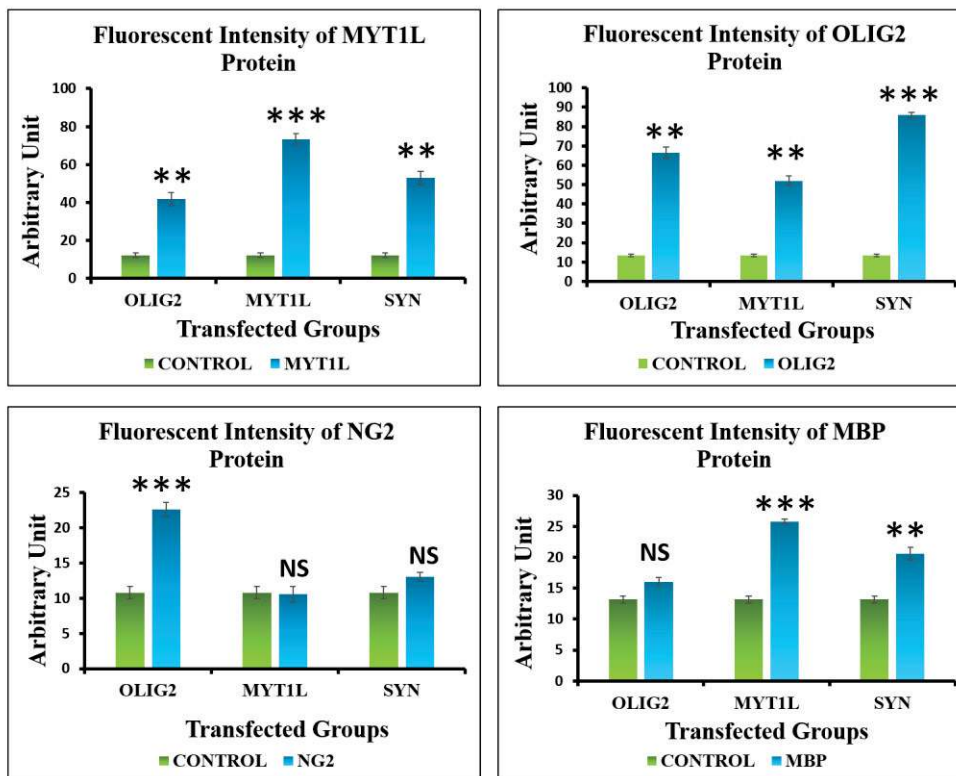 Fluorescent Intensity of MYT1L
Protein
Arbitrary Unit
100
80
60
40
20
0
**
***
**
OLIG2 MYT1L SYN
Transfected Groups
CONTROL MYT1L
Fluorescent Intensity of OLIG2
Protein
Arbitrary Unit
100
90
80
70
60
50
40
30
20
10
0
**
**
***
OLIG2 MYT1L SYN
Transfected Groups
CONTROL OLIG2
Fluorescent Intensity of NG2
Protein
Arbitrary Unit
25
20
15
10
5
0
***
NS
NS
OLIG2 MYT1L SYN
Transfected Groups
CONTROL NG2
Fluorescent Intensity of MBP
Protein
Arbitrary Unit
30
25
20
15
10
5
0
NS
***
**
OLIG2 MYT1L SYN
Transfected Groups
CONTROL MBP